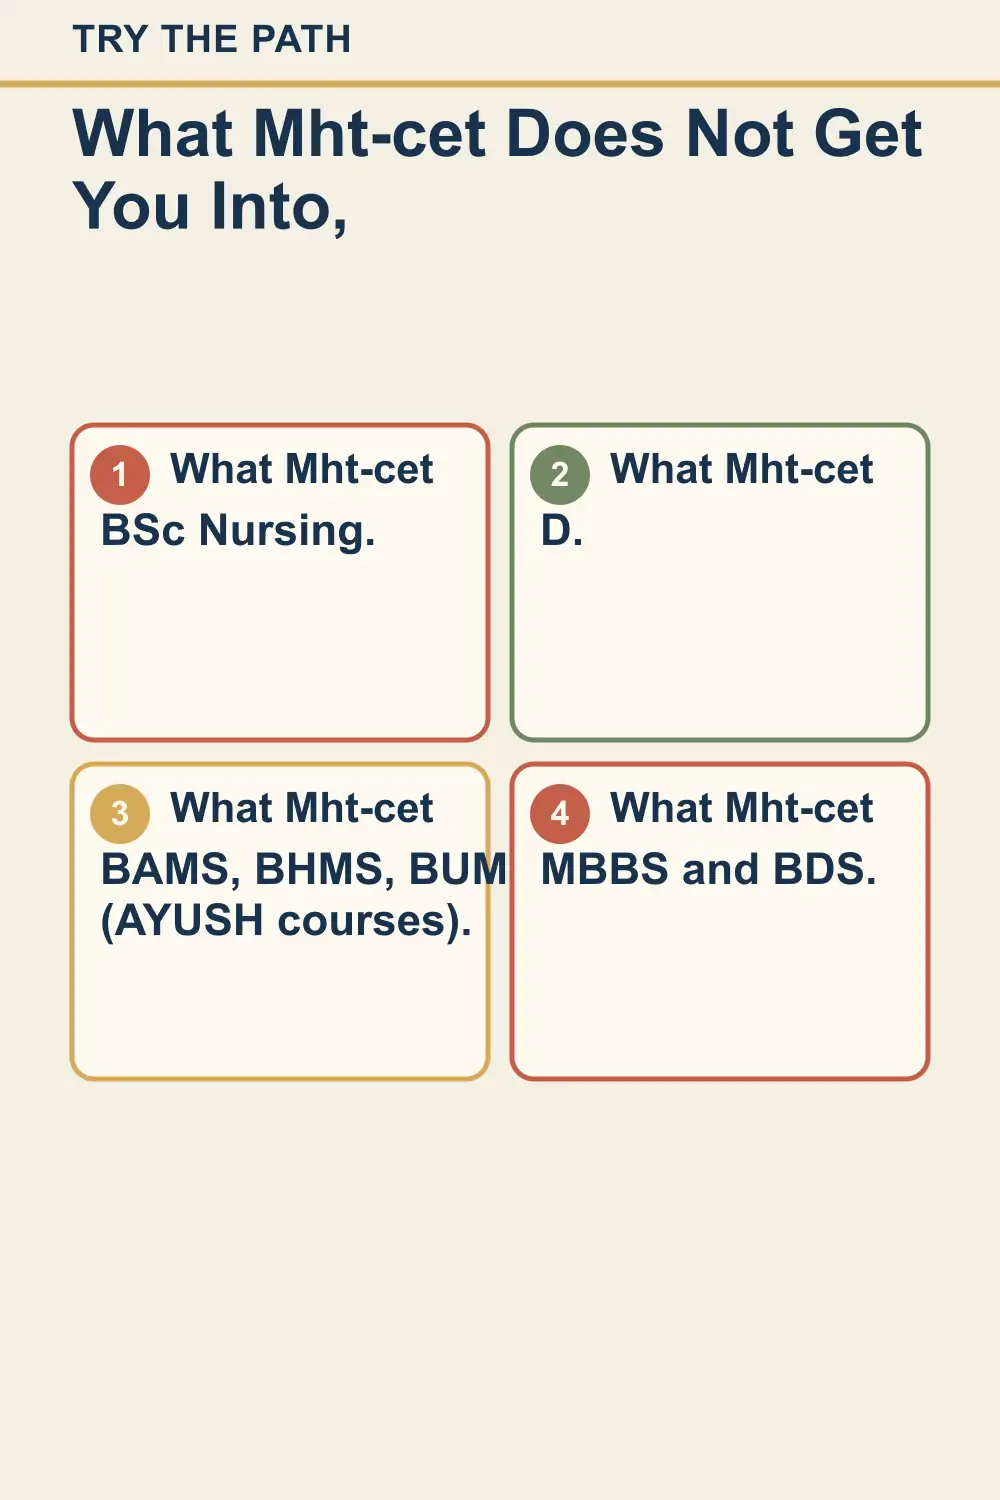 TRY THE PATH
What Mht-cet Does Not Get
You Into,
1 What Mht-cet
BSc Nursing.
2 What Mht-cet
D.
3 What Mht-cet
BAMS, BHMS, BUM
(AYUSH courses).
4 What Mht-cet
MBBS and BDS.